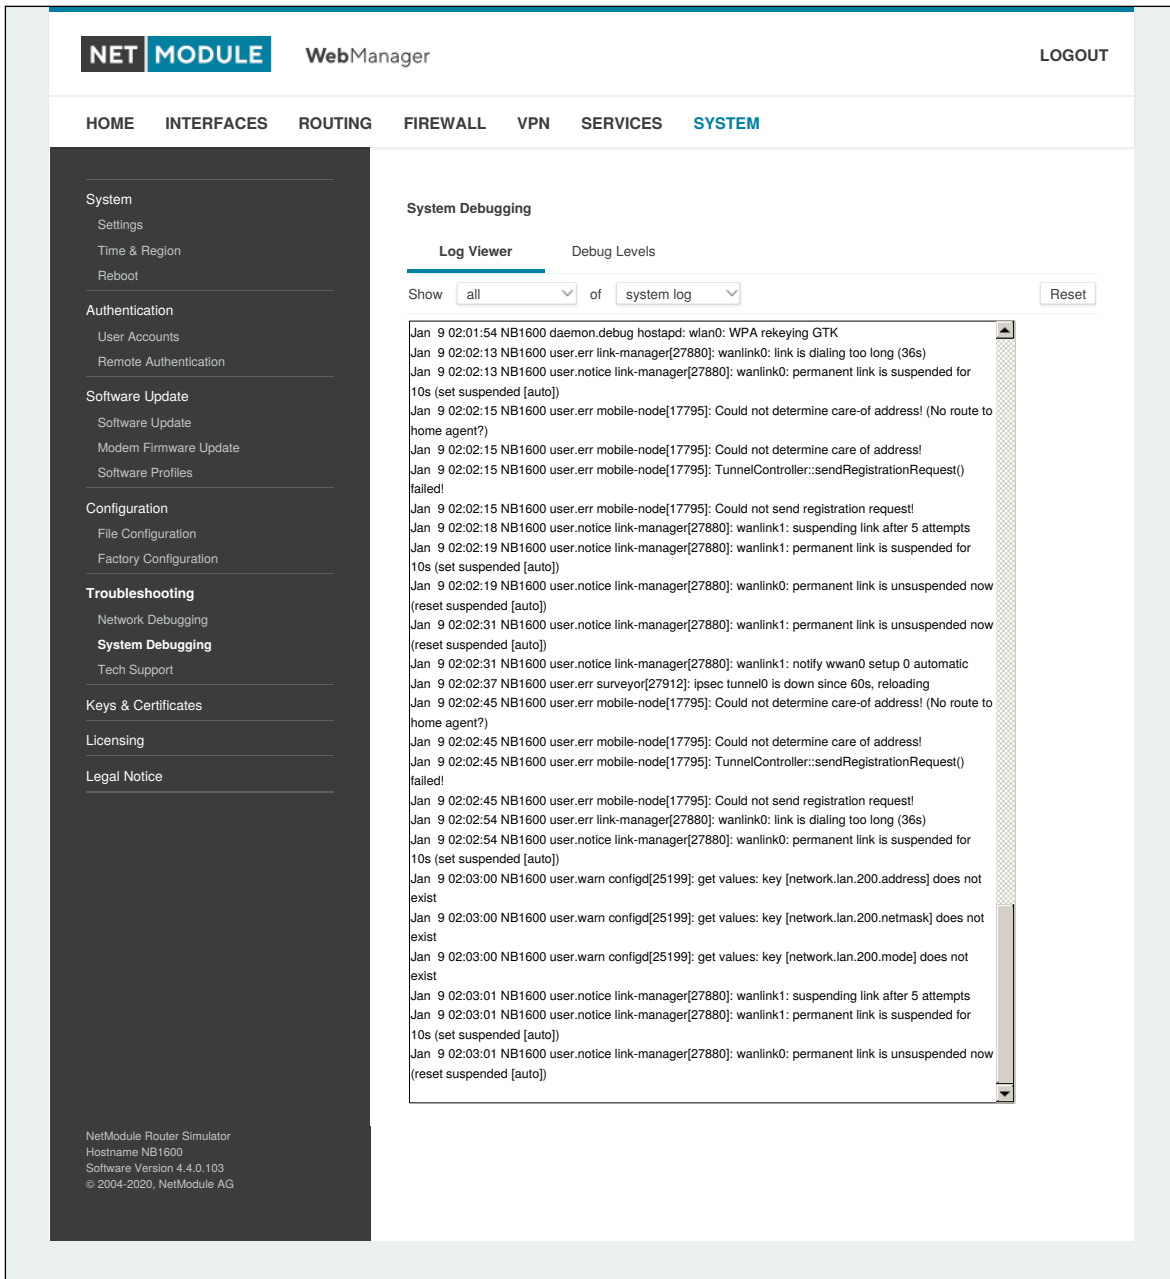 NET MODULE WebManager LOGOUT
HOME INTERFACES ROUTING FIREWALL VPN SERVICES SYSTEM
System
Settings
Time & Region
Reboot
Authentication
User Accounts
Remote Authentication
Software Update
Software Update
Modem Firmware Update
Software Profiles
Configuration
File Configuration
Factory Configuration
Troubleshooting
Network Debugging
System Debugging
Tech Support
Keys & Certificates
Licensing
Legal Notice
NetModule Router Simulator
Hostname NB1600
Software Version 4.4.0.103
© 2004-2020, NetModule AG
System Debugging
Log Viewer Debug Levels
Show all of system log Reset
Jan 9 02:01:54 NB1600 daemon.debug hostapd: wlan0: WPA rekeying GTK
Jan 9 02:02:13 NB1600 user.err link-manager[27880]: wanlink0: link is dialing too long (36s)
Jan 9 02:02:13 NB1600 user.notice link-manager[27880]: wanlink0: permanent link is suspended for
10s (set suspended [auto])
Jan 9 02:02:15 NB1600 user.err mobile-node[17795]: Could not determine care-of address! (No route to
home agent?)
Jan 9 02:02:15 NB1600 user.err mobile-node[17795]: Could not determine care of address!
Jan 9 02:02:15 NB1600 user.err mobile-node[17795]: TunnelController::sendRegistrationRequest()
failed!
Jan 9 02:02:15 NB1600 user.err mobile-node[17795]: Could not send registration request!
Jan 9 02:02:18 NB1600 user.notice link-manager[27880]: wanlink1: suspending link after 5 attempts
Jan 9 02:02:19 NB1600 user.notice link-manager[27880]: wanlink1: permanent link is suspended for
10s (set suspended [auto])
Jan 9 02:02:19 NB1600 user.notice link-manager[27880]: wanlink0: permanent link is unsuspended now
(reset suspended [auto])
Jan 9 02:02:31 NB1600 user.notice link-manager[27880]: wanlink1: permanent link is unsuspended now
(reset suspended [auto])
Jan 9 02:02:31 NB1600 user.notice link-manager[27880]: wanlink1: notify wwan0 setup 0 automatic
Jan 9 02:02:37 NB1600 user.err surveyor[27912]: ipsec tunnel0 is down since 60s, reloading
Jan 9 02:02:45 NB1600 user.err mobile-node[17795]: Could not determine care-of address! (No route to
home agent?)
Jan 9 02:02:45 NB1600 user.err mobile-node[17795]: Could not determine care of address!
Jan 9 02:02:45 NB1600 user.err mobile-node[17795]: TunnelController::sendRegistrationRequest()
failed!
Jan 9 02:02:45 NB1600 user.err mobile-node[17795]: Could not send registration request!
Jan 9 02:02:54 NB1600 user.err link-manager[27880]: wanlink0: link is dialing too long (36s)
Jan 9 02:02:54 NB1600 user.notice link-manager[27880]: wanlink0: permanent link is suspended for
10s (set suspended [auto])
Jan 9 02:03:00 NB1600 user.warn configd[25199]: get values: key [network.lan.200.address] does not
exist
Jan 9 02:03:00 NB1600 user.warn configd[25199]: get values: key [network.lan.200.netmask] does not
exist
Jan 9 02:03:00 NB1600 user.warn configd[25199]: get values: key [network.lan.200.mode] does not
exist
Jan 9 02:03:01 NB1600 user.notice link-manager[27880]: wanlink1: suspending link after 5 attempts
Jan 9 02:03:01 NB1600 user.notice link-manager[27880]: wanlink1: permanent link is suspended for
10s (set suspended [auto])
Jan 9 02:03:01 NB1600 user.notice link-manager[27880]: wanlink0: permanent link is unsuspended now
(reset suspended [auto])